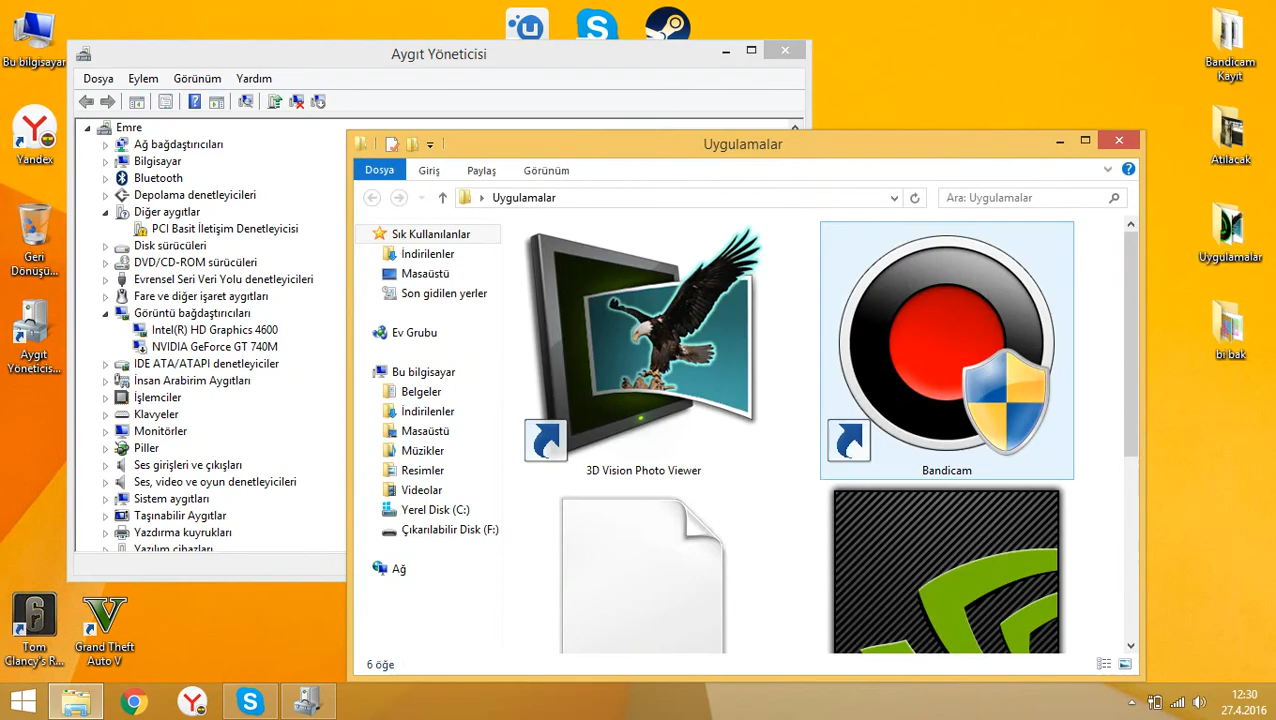 Bu bilgisayar
Yandex
Geri
Dönüşü...
Aygıt
Yöneticis...
Tom
Clancy's R...
Grand Theft
Auto V
Aygıt Yöneticisi
Dosya Eylem Görünüm Yardım
Emre
Ağ bağdaştırıcıları
Bilgisayar
Bluetooth
Depolama denetleyicileri
Diğer aygıtlar
PCI Basit İletişim Denetleyicisi
Disk sürücüleri
DVD/CD-ROM sürücüleri
Evrensel Seri Veri Yolu denetleyicileri
Fare ve diğer işaret aygıtları
Görüntü bağdaştırıcıları
Intel(R) HD Graphics 4600
NVIDIA GeForce GT 740M
IDE ATA/ATAPI denetleyicileri
İnsan Arabirim Aygıtları
İşlemciler
Klavyeler
Monitörler
Piller
Ses girişleri ve çıkışları
Ses, video ve oyun denetleyicileri
Sistem aygıtları
Taşınabilir Aygıtlar
Yazdırma kuyrukları
Yazılım cihazları
Uygulamalar
Dosya Giriş Paylaş Görünüm
Uygulamalar
Ara: Uygulamalar
Sık Kullanılanlar
İndirilenler
Masaüstü
Son gidilen yerler
Ev Grubu
Bu bilgisayar
Belgeler
İndirilenler
Masaüstü
Müzikler
Resimler
Videolar
Yerel Disk (C:)
Çıkarılabilir Disk (F:)
Ağ
3D Vision Photo Viewer
Bandicam
6 öğe
Bandicam
Kayıt
Atılacak
Uygulamalar
bi bak
12:30
27.4.2016